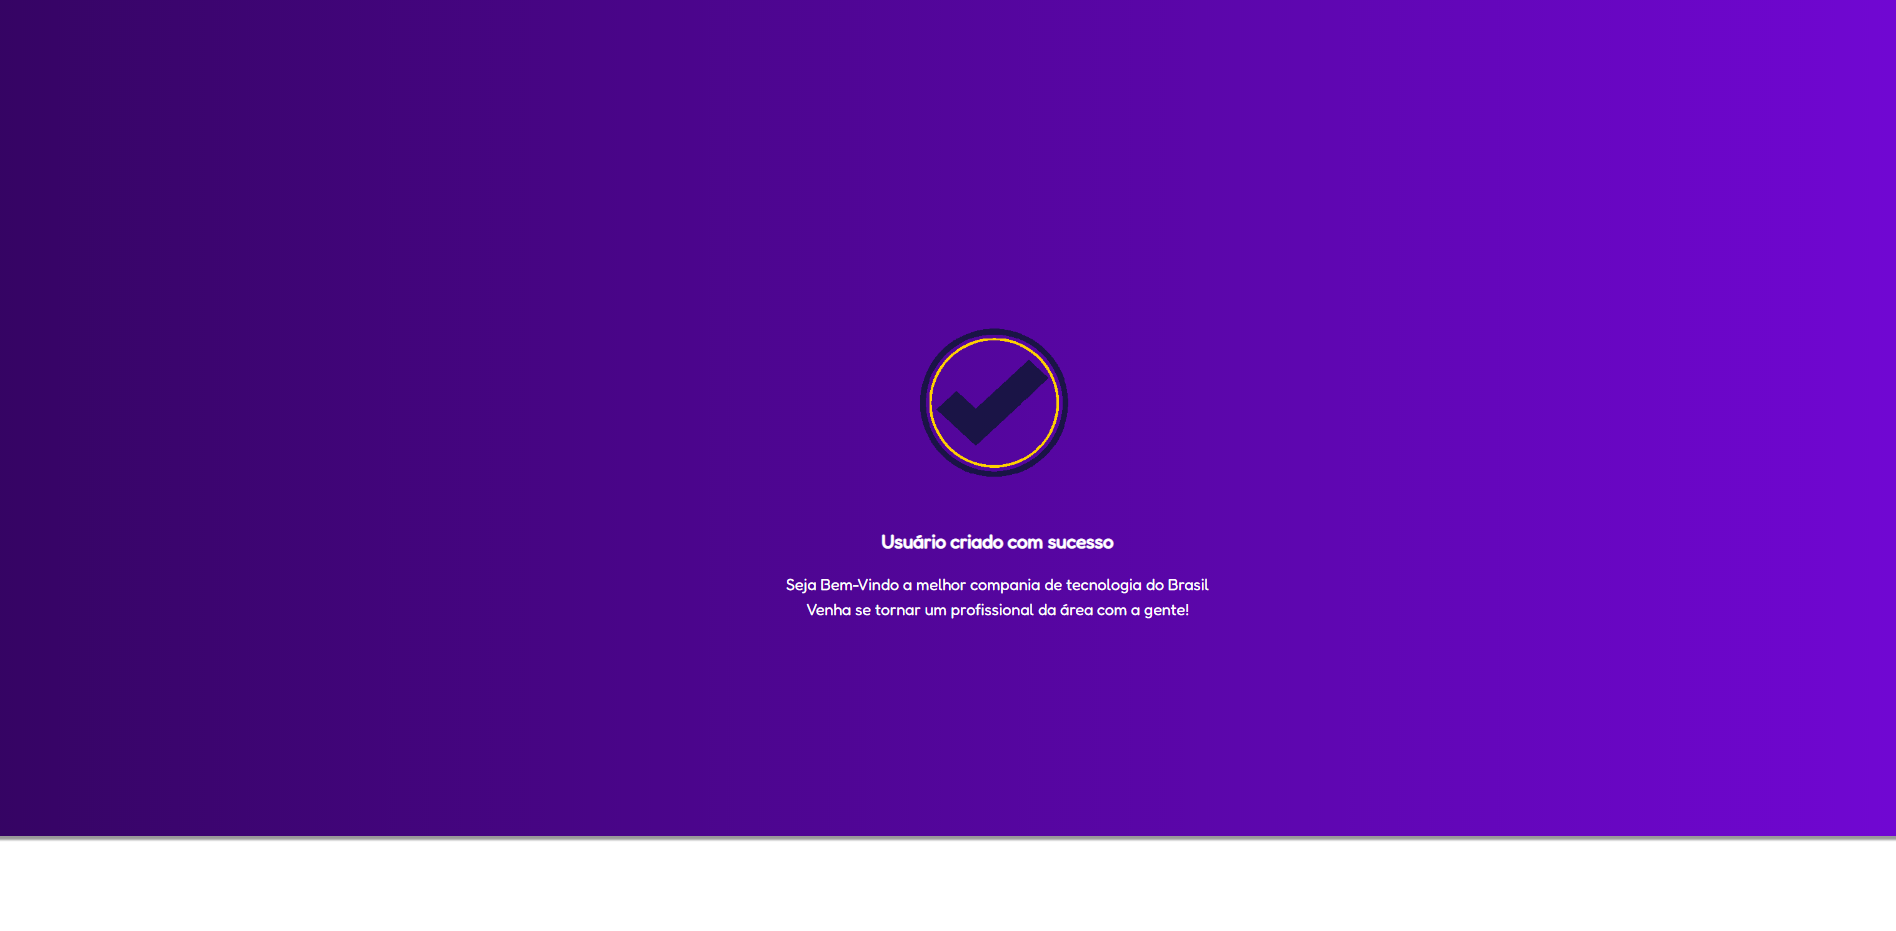 Usuário criado com sucesso
Seja Bem-Vindo a melhor compania de tecnologia do Brasil
Venha se tornar um profissional da área com a gente!